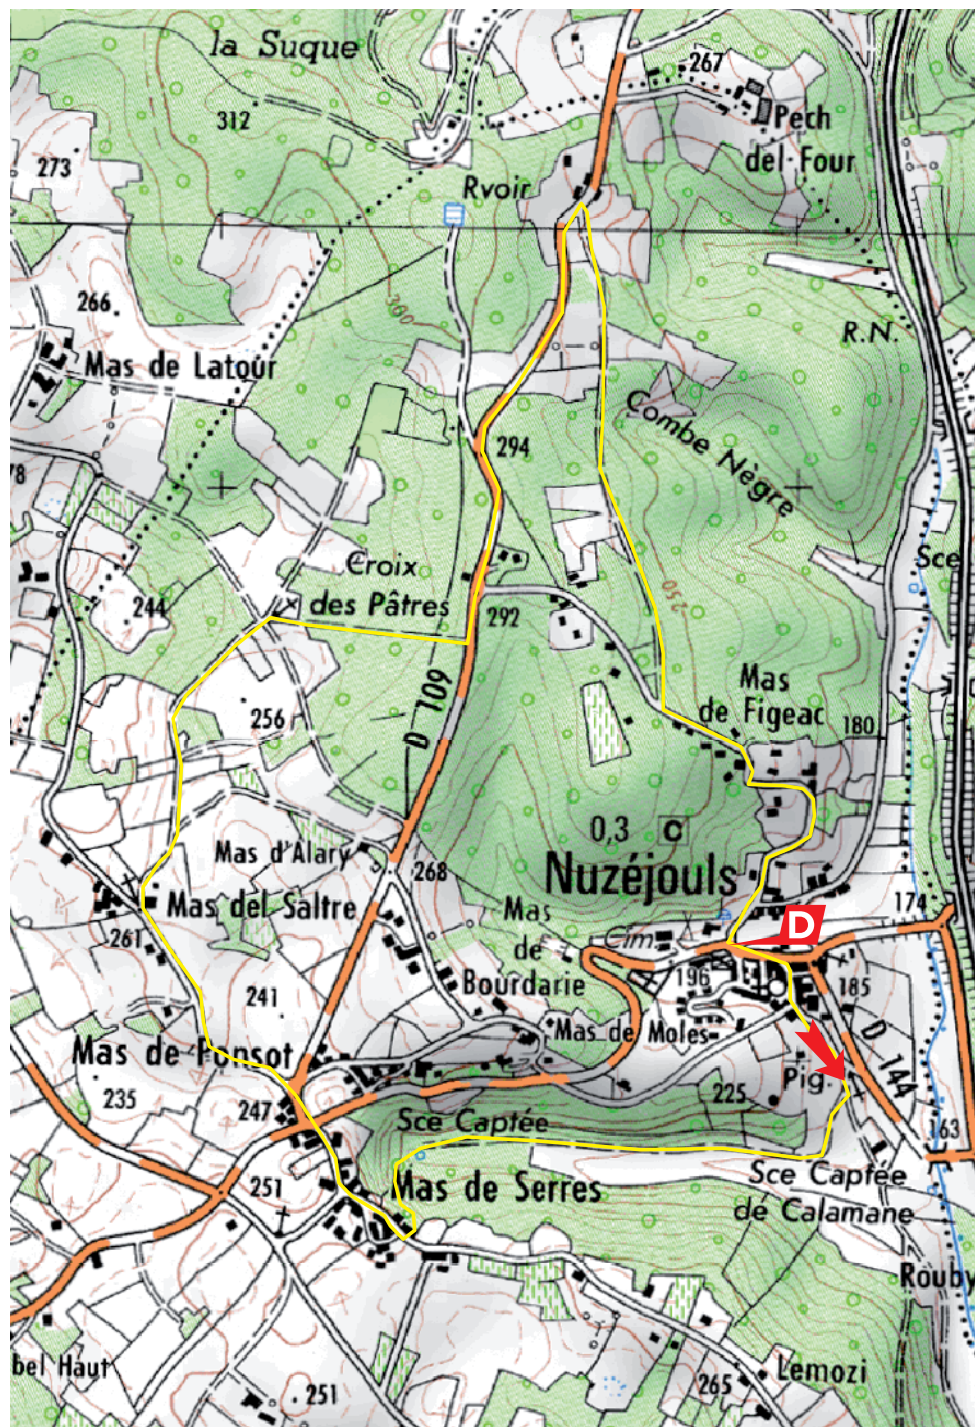 la Suque
267
312
Pech
del Four
273
Rvoir
300
266
R.N.
Mas de Latour
Combe Nègre
294
78
Sce
Croix
des Pâtres
244
292
250
Mas
de Figeac
D 109
256
180
0,3 C
Nuzéjouls
Mas d'Alary
268
Mas del Saltre
174
Mas
de
Bourdarie
Cim
D
261
196
185
241
Mas de Moles
D 144
Mas de Fonsot
Pig.
235
247
225
Sce Captée
163
251
Mas de Serres
Sce Captée
de Calamane
Rouby
bel Haut
Lemozi
251
265